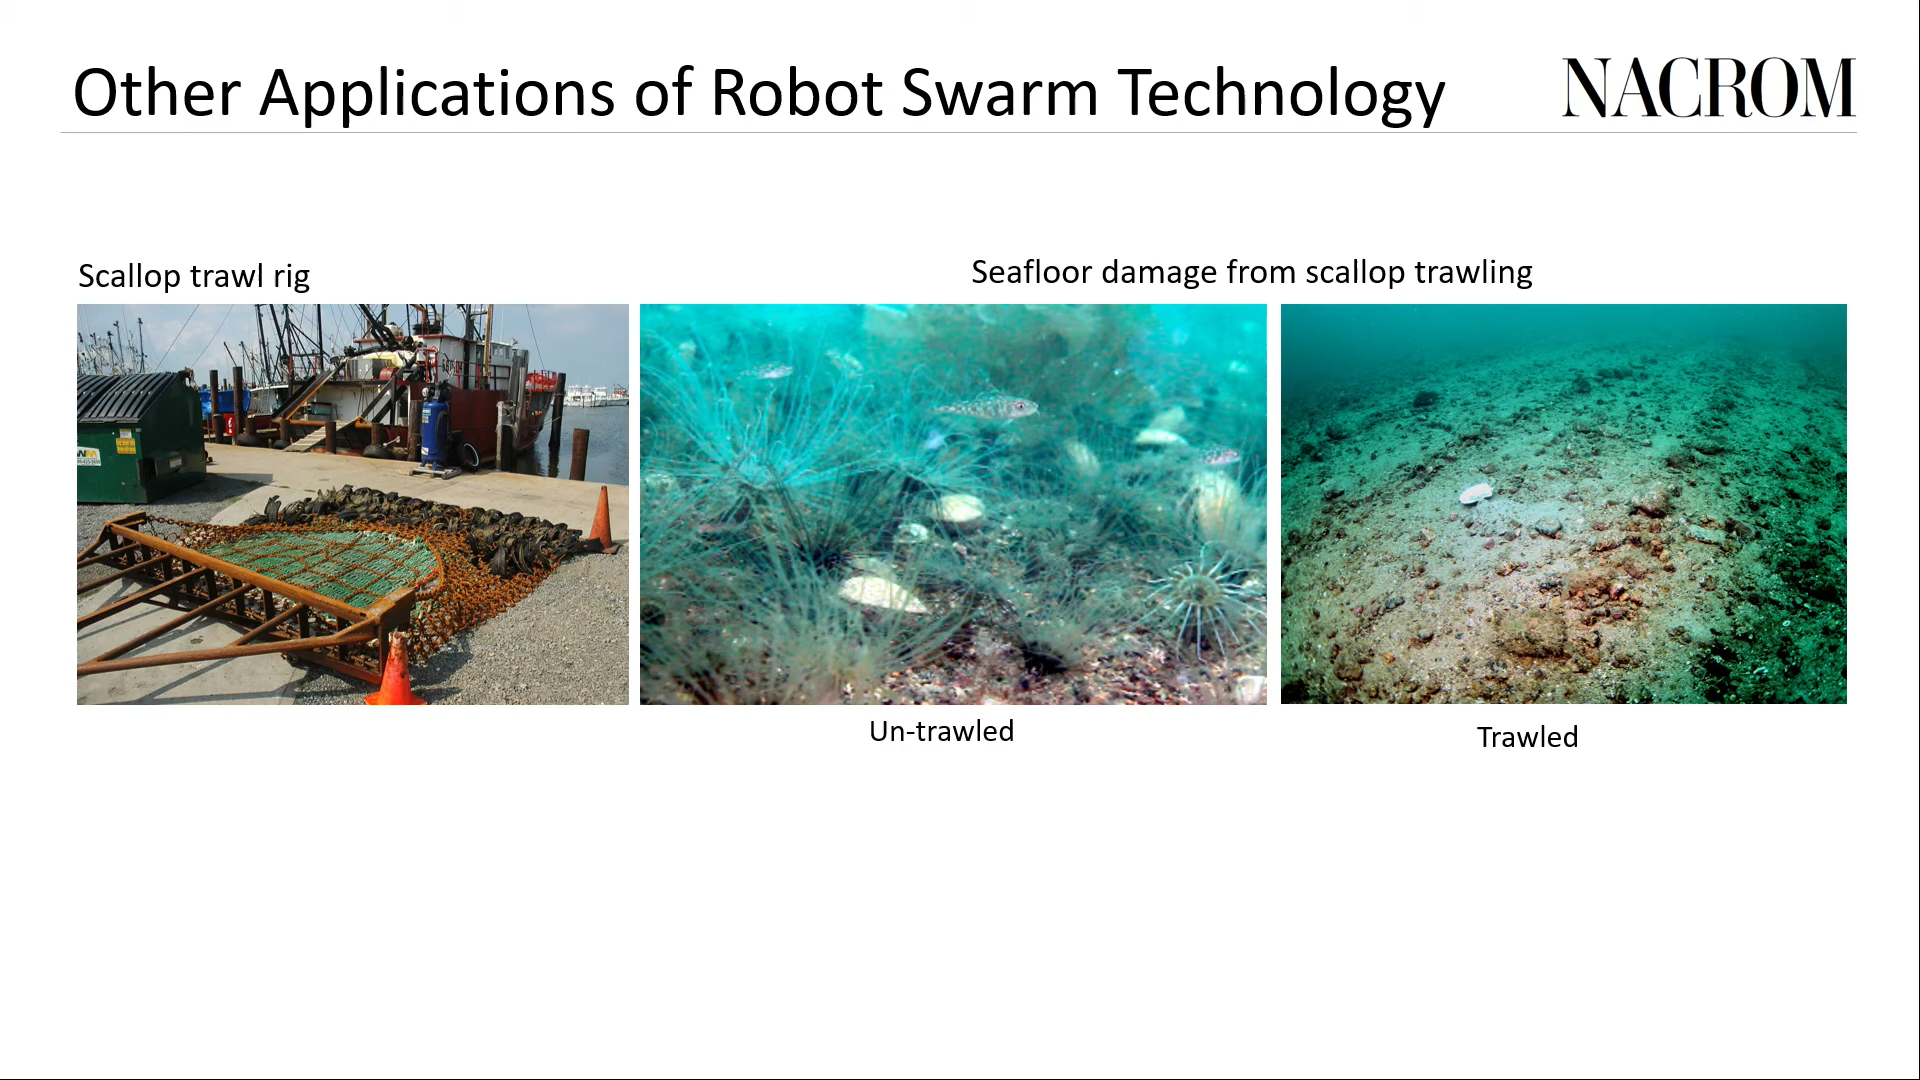 Other Applications of Robot Swarm Technology
NACROM
Scallop trawl rig
Seafloor damage from scallop trawling
Un-trawled
Trawled